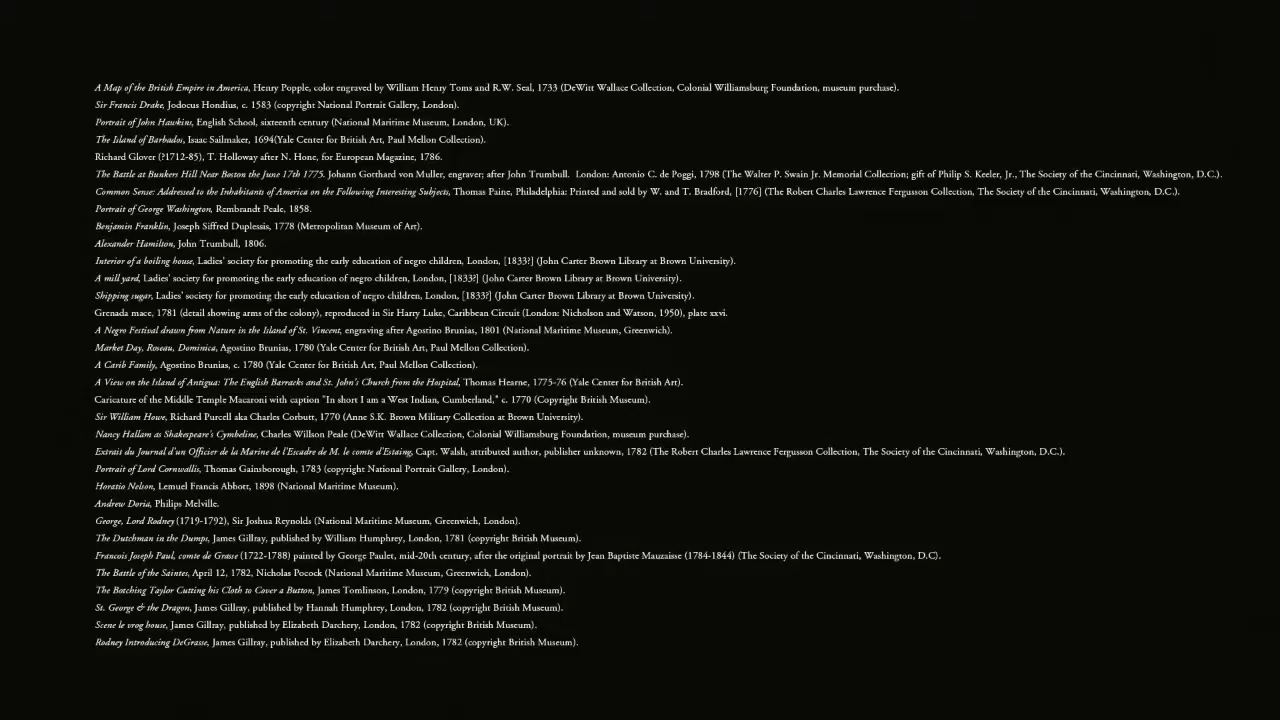 A Map of the British Empire in America, Henry Popple, color engraved by William Henry Toms and R.W. Seal, 1733 (DeWitt Wallace Collection, Colonial Williamsburg Foundation, museum purchase).
Sir Francis Drake, Jodocus Hondius, c. 1583 (copyright National Portrait Gallery, London).
Portrait of John Hawkins, English School, sixteenth century (National Maritime Museum, London, UK).
The Island of Barbados, Isaac Sailmaker, 1694(Yale Center for British Art, Paul Mellon Collection).
Richard Glover (?1712-85), T. Holloway after N. Hone, for European Magazine, 1786.
The Battle at Bunkers Hill Near Boston the June 17th 1775. Johann Gotthard von Muller, engraver; after John Trumbull.  London: Antonio C. de Poggi, 1798 (The Walter P. Swain Jr. Memorial Collection; gift of Philip S. Keeler, Jr., The Society of the Cincinnati, Washington, D.C.).
Common Sense: Addressed to the Inhabitants of America on the Following Interesting Subjects, Thomas Paine, Philadelphia: Printed and sold by W. and T. Bradford, [1776] (The Robert Charles Lawrence Fergusson Collection, The Society of the Cincinnati, Washington, D.C.).
Portrait of George Washington, Rembrandt Peale, 1858.
Benjamin Franklin, Joseph Siffred Duplessis, 1778 (Metropolitan Museum of Art).
Alexander Hamilton, John Trumbull, 1806.
Interior of a boiling house, Ladies' society for promoting the early education of negro children, London, [1833?] (John Carter Brown Library at Brown University).
A mill yard, Ladies' society for promoting the early education of negro children, London, [1833?] (John Carter Brown Library at Brown University).
Shipping sugar, Ladies' society for promoting the early education of negro children, London, [1833?] (John Carter Brown Library at Brown University).
Grenada mace, 1781 (detail showing arms of the colony), reproduced in Sir Harry Luke, Caribbean Circuit (London: Nicholson and Watson, 1950), plate xxvi.
A Negro Festival drawn from Nature in the Island of St. Vincent, engraving after Agostino Brunias, 1801 (National Maritime Museum, Greenwich).
Market Day, Roseau, Dominica, Agostino Brunias, 1780 (Yale Center for British Art, Paul Mellon Collection).
A Carib Family, Agostino Brunias, c. 1780 (Yale Center for British Art, Paul Mellon Collection).
A View on the Island of Antigua: The English Barracks and St. John's Church from the Hospital, Thomas Hearne, 1775-76 (Yale Center for British Art).
Caricature of the Middle Temple Macaroni with caption "In short I am a West Indian, Cumberland," c. 1770 (Copyright British Museum).
Sir William Howe, Richard Purcell aka Charles Corbutt, 1770 (Anne S.K. Brown Military Collection at Brown University).
Nancy Hallam as Shakespeare's Cymbeline, Charles Willson Peale (DeWitt Wallace Collection, Colonial Williamsburg Foundation, museum purchase).
Extrait du Journal d'un Officier de la Marine de l'Escadre de M. le comte d'Estaing, Capt. Walsh, attributed author, publisher unknown, 1782 (The Robert Charles Lawrence Fergusson Collection, The Society of the Cincinnati, Washington, D.C.).
Portrait of Lord Cornwallis, Thomas Gainsborough, 1783 (copyright National Portrait Gallery, London).
Horatio Nelson, Lemuel Francis Abbott, 1898 (National Maritime Museum).
Andrew Doria, Philips Melville.
George, Lord Rodney (1719-1792), Sir Joshua Reynolds (National Maritime Museum, Greenwich, London).
The Dutchman in the Dumps, James Gillray, published by William Humphrey, London, 1781 (copyright British Museum).
Francois Joseph Paul, comte de Grasse (1722-1788) painted by George Paulet, mid-20th century, after the original portrait by Jean Baptiste Mauzaisse (1784-1844) (The Society of the Cincinnati, Washington, D.C).
The Battle of the Saintes, April 12, 1782, Nicholas Pocock (National Maritime Museum, Greenwich, London).
The Botching Taylor Cutting his Cloth to Cover a Button, James Tomlinson, London, 1779 (copyright British Museum).
St. George & the Dragon, James Gillray, published by Hannah Humphrey, London, 1782 (copyright British Museum).
Scene le vrog house, James Gillray, published by Elizabeth Darchery, London, 1782 (copyright British Museum).
Rodney Introducing DeGrasse, James Gillray, published by Elizabeth Darchery, London, 1782 (copyright British Museum).